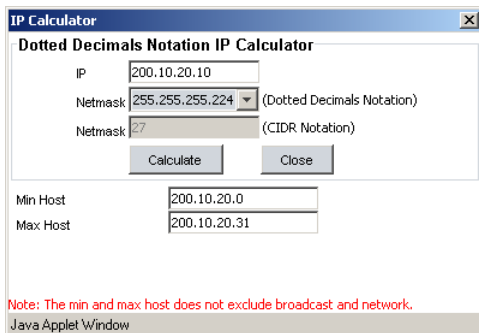 IP Calculator
Dotted Decimals Notation IP Calculator
IP 200.10.20.10
Netmask 255.255.255.224 (Dotted Decimals Notation)
Netmask 27 (CIDR Notation)
Calculate Close
Min Host 200.10.20.0
Max Host 200.10.20.31
Note: The min and max host does not exclude broadcast and network.
Java Applet Window